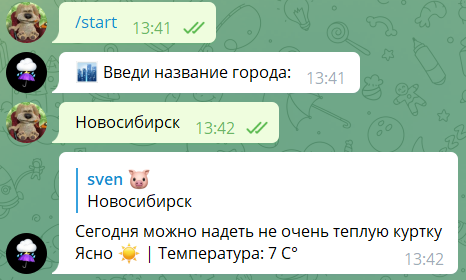 /start
13:41
🏙️ Введи название города:
13:41
Новосибирск
13:42
sven 🐷
Новосибирск
Сегодня можно надеть не очень теплую куртку
Ясно ☀️ | Температура: 7 C°
13:42